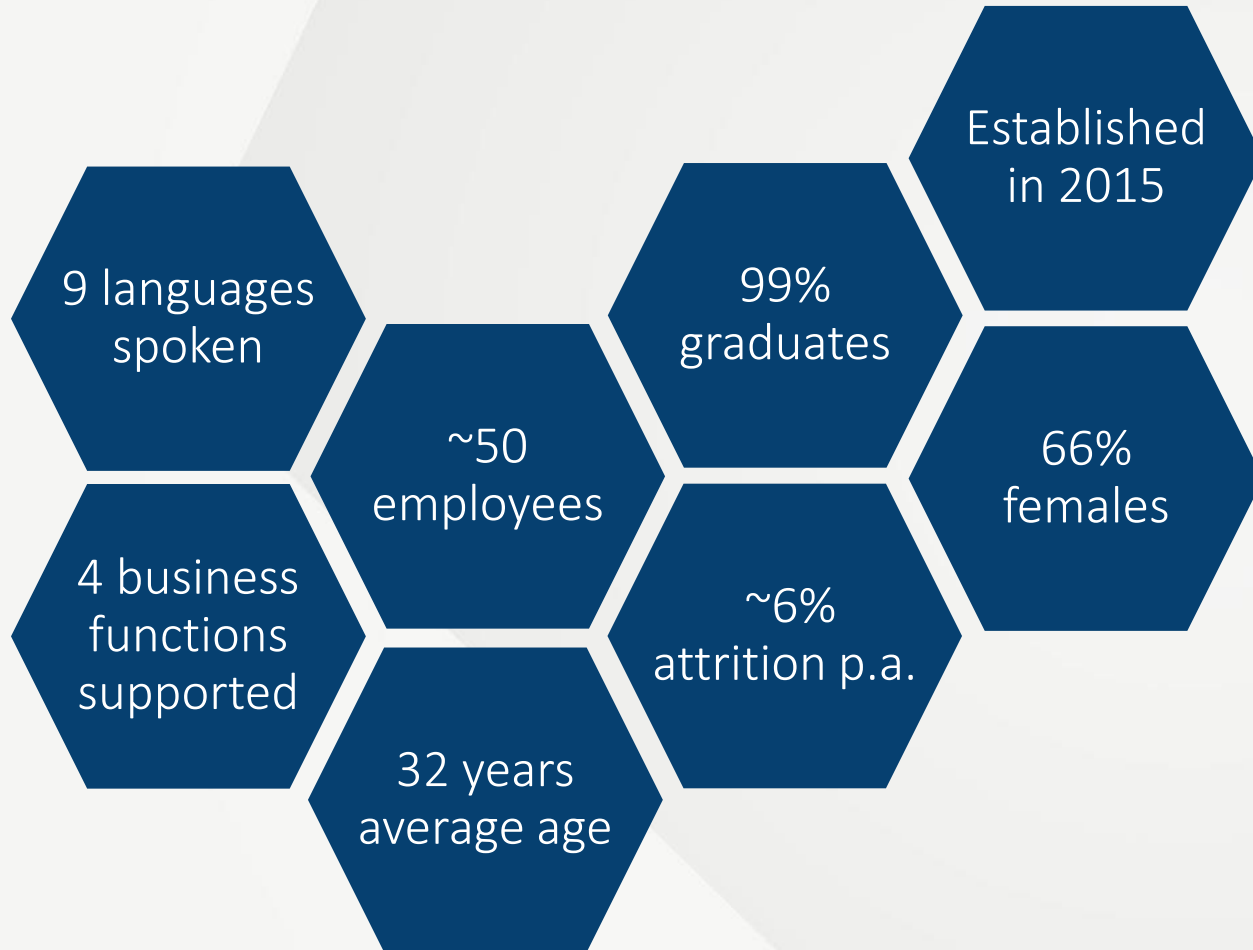 Established
in 2015
9 languages
spoken
99%
graduates
~50
employees
66%
females
4 business
functions
supported
~6%
attrition p.a.
32 years
average age